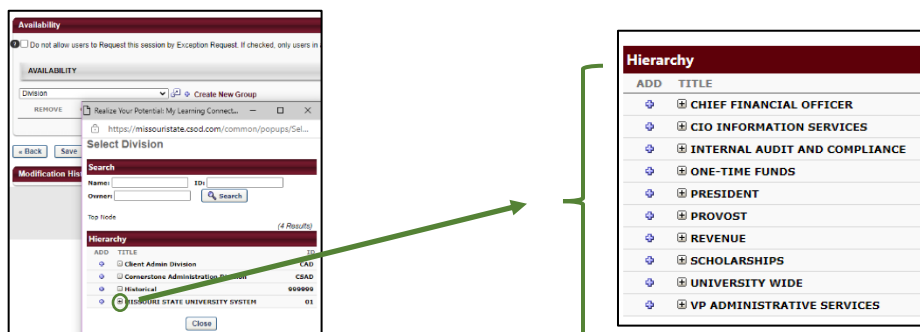 Availability
Do not allow users to Request this session by Exception Request. If checked, only users in
AVAILABILITY
Division
Create New Group
REMOVE
Realize Your Potential: My Learning Connect...
https://missouristate.csod.com/common/popups/Sel...
Select Division
« Back Save
Modification His
Search
Name: ID:
Owner: Search
Top Node
(4 Results)
Hierarchy
ADD TITLE ID
Client Admin Division CAD
Cornerstone Administration Division CSAD
Historical 999999
MISSOURI STATE UNIVERSITY SYSTEM 01
Close
Hierarchy
ADD TITLE
CHIEF FINANCIAL OFFICER
CIO INFORMATION SERVICES
INTERNAL AUDIT AND COMPLIANCE
ONE-TIME FUNDS
PRESIDENT
PROVOST
REVENUE
SCHOLARSHIPS
UNIVERSITY WIDE
VP ADMINISTRATIVE SERVICES